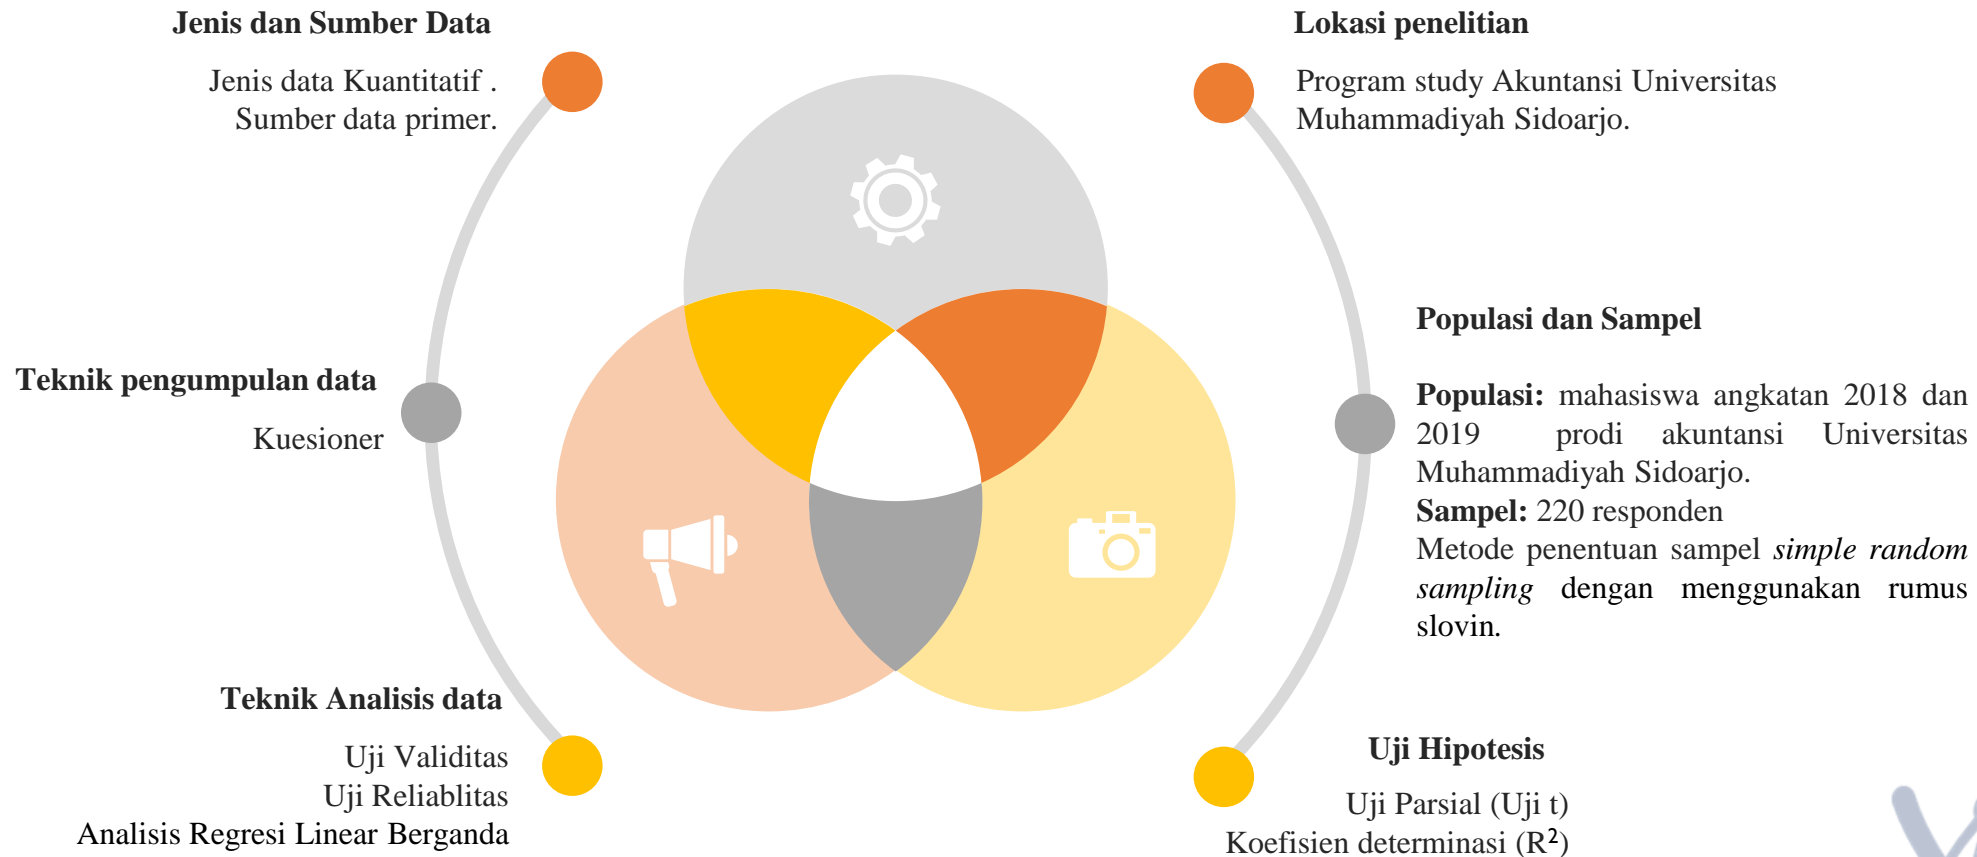 Jenis dan Sumber Data
Jenis data Kuantitatif .
Sumber data primer.
Teknik pengumpulan data
Kuesioner
Teknik Analisis data
Uji Validitas
Uji Reliablitas
Analisis Regresi Linear Berganda
Lokasi penelitian
Program study Akuntansi Universitas
Muhammadiyah Sidoarjo.
Populasi dan Sampel
Populasi: mahasiswa angkatan 2018 dan
2019 prodi akuntansi Universitas
Muhammadiyah Sidoarjo.
Sampel: 220 responden
Metode penentuan sampel simple random
sampling dengan menggunakan rumus
slovin.
Uji Hipotesis
Uji Parsial (Uji t)
Koefisien determinasi (R²)